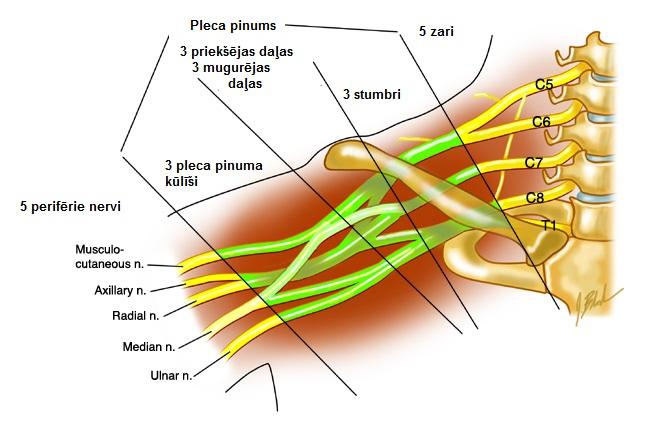 Pleca pinums
5 zari
3 priekšējas daļas
3 mugurējas
daļas
3 stumbri
C5
C6
3 pleca pinuma
kūlīši
C7
C8
5 perifērie nervi
T1
Musculo-
cutaneous n.
Axillary n.
Radial n.
Median n.
Ulnar n.